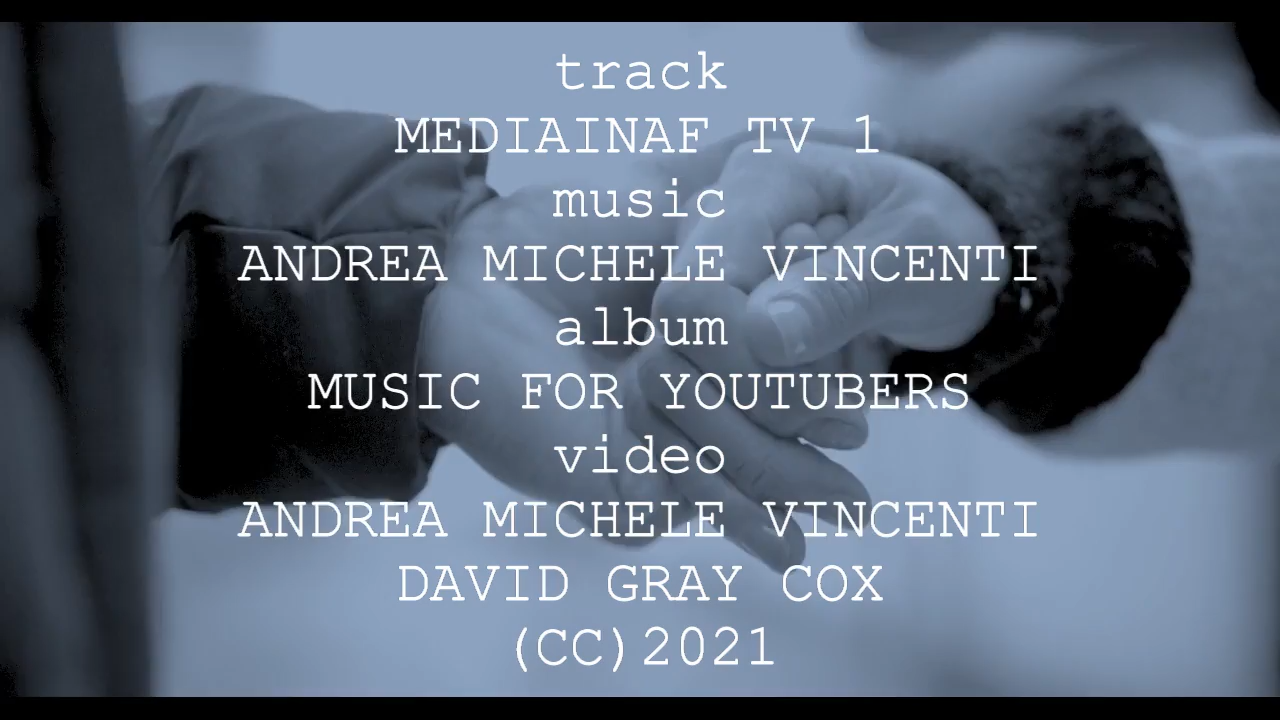 track
MEDIAINAF TV 1
music
ANDREA MICHELE VINCENTI
album
MUSIC FOR YOUTUBERS
video
ANDREA MICHELE VINCENTI
DAVID GRAY COX
(CC)2021